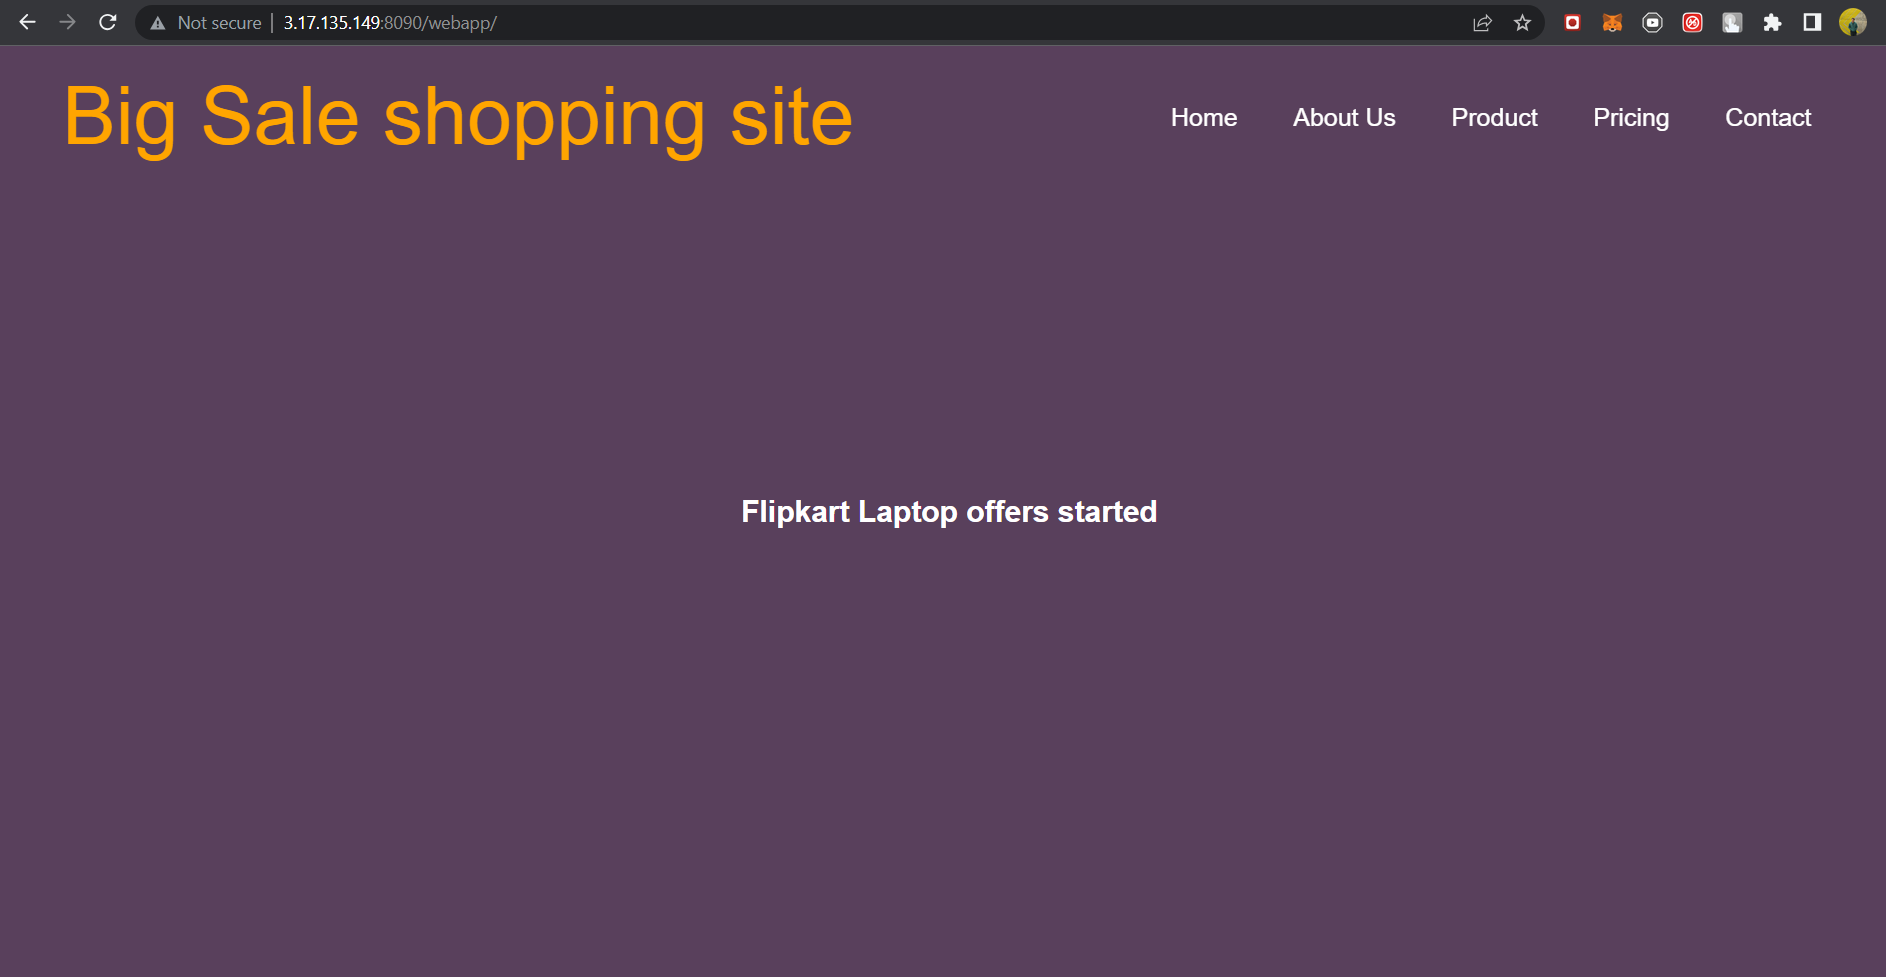 Not secure | 3.17.135.149:8090/webapp/
Big Sale shopping site
Home About Us Product Pricing Contact
Flipkart Laptop offers started